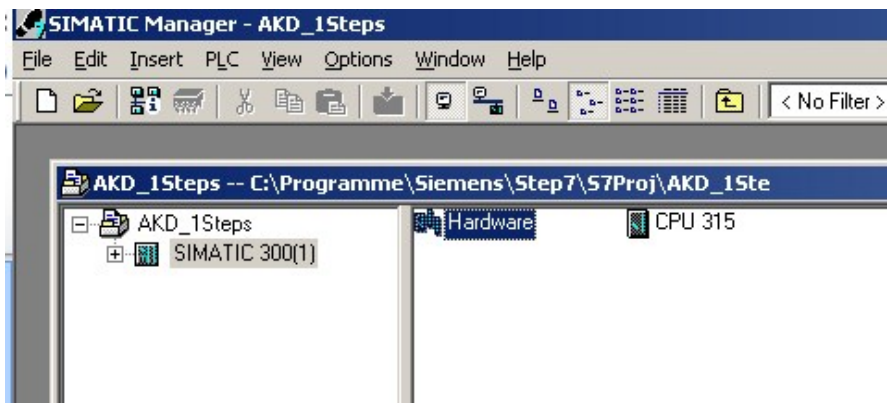 SIMATIC Manager - AKD_1Steps
File Edit Insert PLC View Options Window Help
< No Filter >
AKD_1Steps -- C:\Programme\Siemens\Step7\S7Proj\AKD_1Ste
AKD_1Steps
SIMATIC 300(1)
Hardware
CPU 315